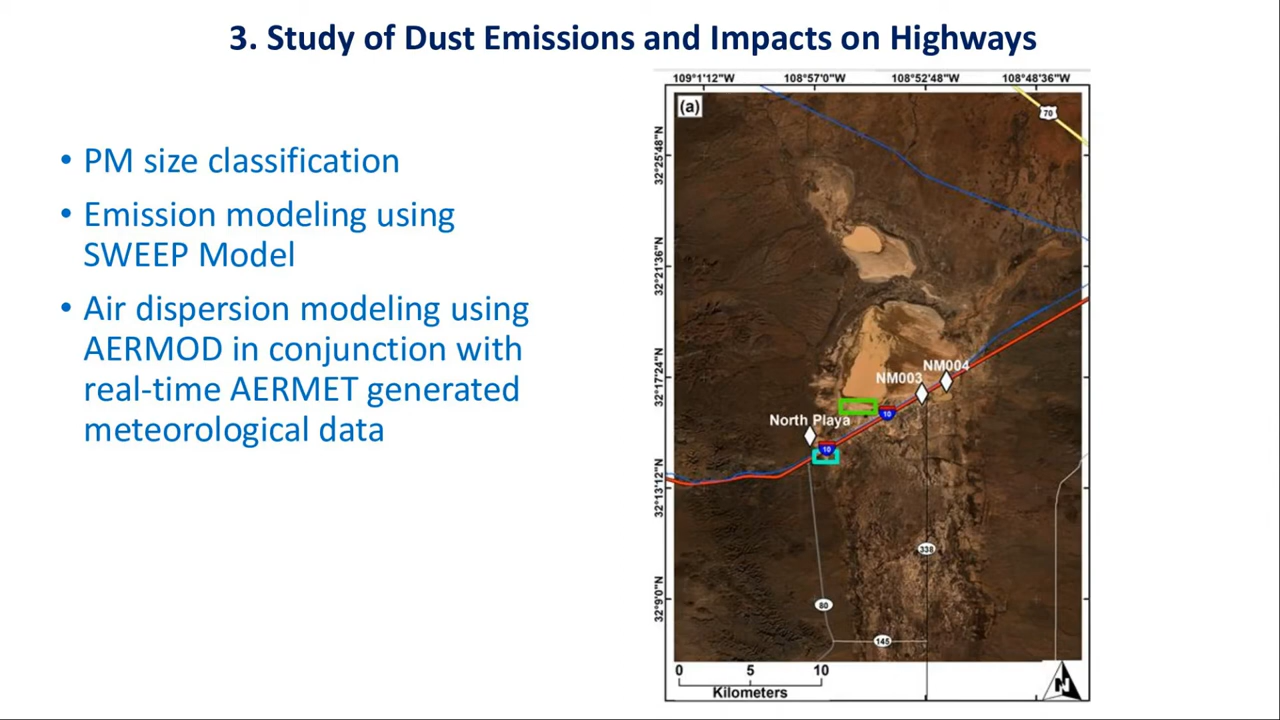 3. Study of Dust Emissions and Impacts on Highways
• PM size classification
• Emission modeling using
SWEEP Model
• Air dispersion modeling using
AERMOD in conjunction with
real-time AERMET generated
meteorological data
109°1'12"W 108°57'0"W 108°52'48"W 108°48'36"W
(a)
70
32°25'48"N
32°21'36"N
32°17'24"N
NM004
NM003
10
North Playa
10
32°13'12"N
338
32°9'0"N
80
145
0 5 10
Kilometers
N